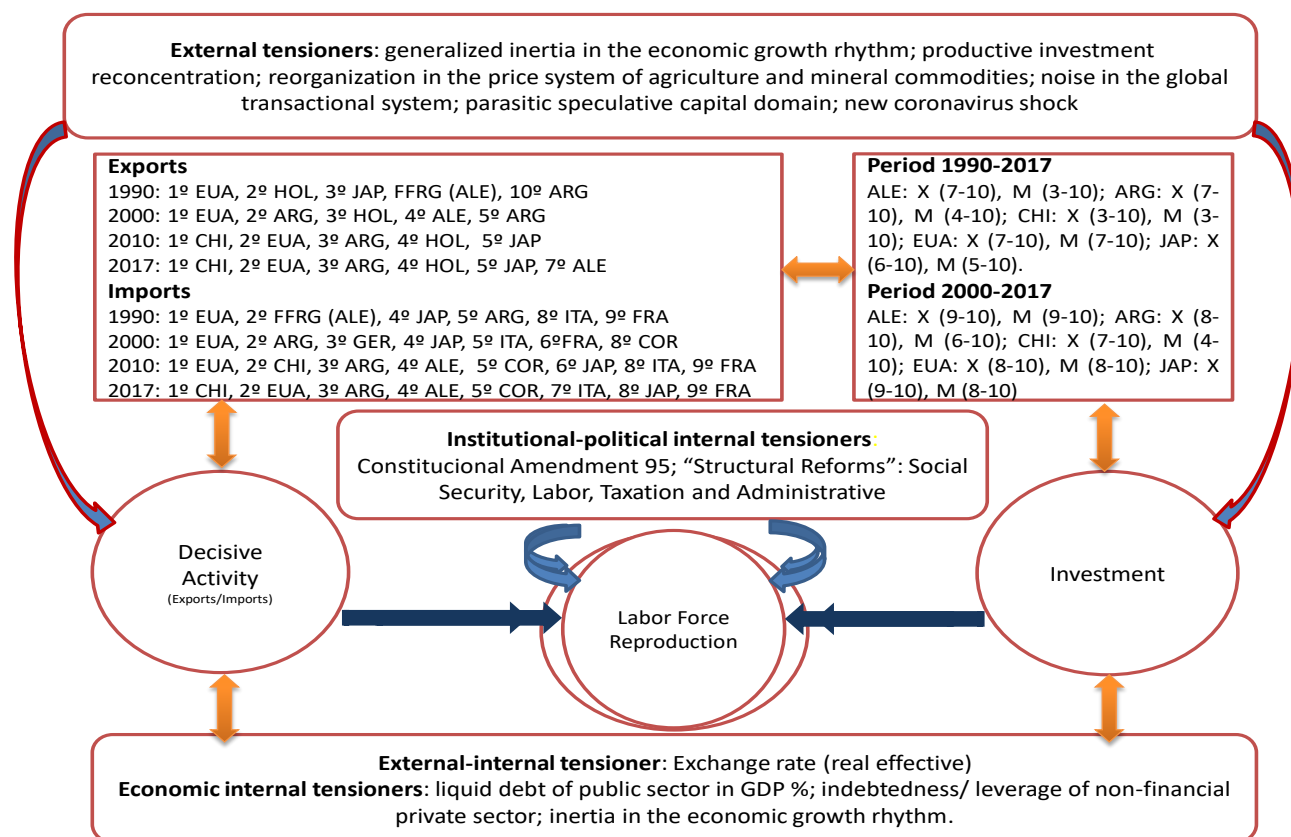 External tensioners: generalized inertia in the economic growth rhythm; productive investment
reconcentration; reorganization in the price system of agriculture and mineral commodities; noise in the global
transactional system; parasitic speculative capital domain; new coronavirus shock
Exports
1990: 1º EUA, 2º HOL, 3º JAP, FFRG (ALE), 10º ARG
2000: 1º EUA, 2º ARG, 3º HOL, 4º ALE, 5º ARG
2010: 1º CHI, 2º EUA, 3º ARG, 4º HOL, 5º JAP
2017: 1º CHI, 2º EUA, 3º ARG, 4º HOL, 5º JAP, 7º ALE
Imports
1990: 1º EUA, 2º FFRG (ALE), 4º JAP, 5º ARG, 8º ITA, 9º FRA
2000: 1º EUA, 2º ARG, 3º GER, 4º JAP, 5º ITA, 6ºFRA, 8º COR
2010: 1º EUA, 2º CHI, 3º ARG, 4º ALE, 5º COR, 6º JAP, 8º ITA, 9º FRA
2017: 1º CHI, 2º EUA, 3º ARG, 4º ALE, 5º COR, 7º ITA, 8º JAP, 9º FRA
Period 1990-2017
ALE: X (7-10), M (3-10); ARG: X (7-
10), M (4-10); CHI: X (3-10), M (3-
10); EUA: X (7-10), M (7-10); JAP: X
(6-10), M (5-10).
Period 2000-2017
ALE: X (9-10), M (9-10); ARG: X (8-
10), M (6-10); CHI: X (7-10), M (4-
10); EUA: X (8-10), M (8-10); JAP: X
(9-10), M (8-10)
Institutional-political internal tensioners:
Constitucional Amendment 95; “Structural Reforms”: Social
Security, Labor, Taxation and Administrative
Decisive
Activity
(Exports/Imports)
Labor Force
Reproduction
Investment
External-internal tensioner: Exchange rate (real effective)
Economic internal tensioners: liquid debt of public sector in GDP %; indebtedness/ leverage of non-financial
private sector; inertia in the economic growth rhythm.